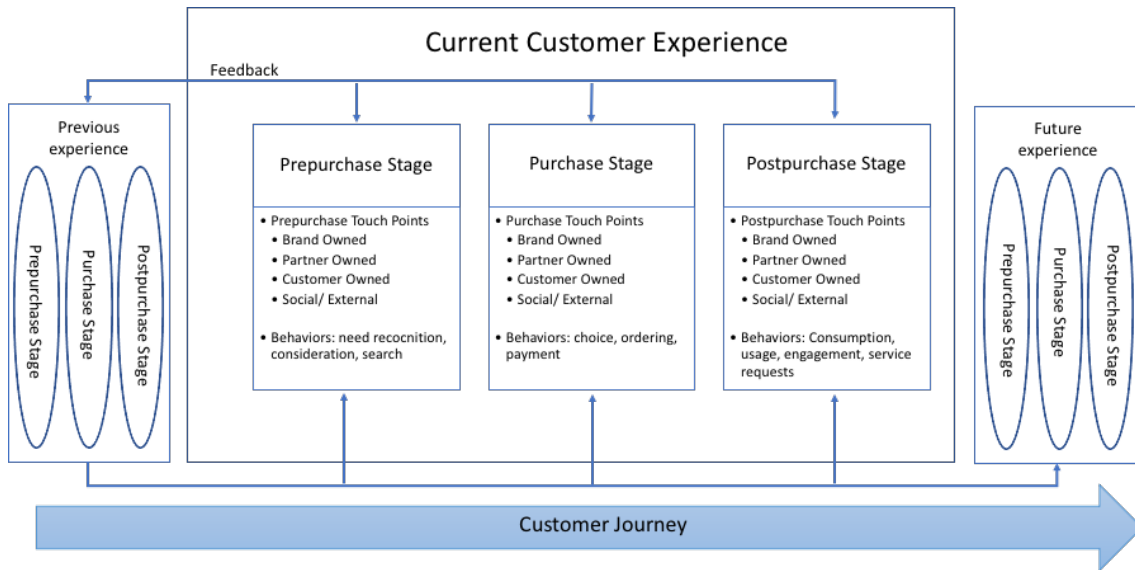 Current Customer Experience
Feedback
Previous
experience
Prepurchase Stage
Purchase Stage
Postpurchase Stage
Prepurchase Stage
• Prepurchase Touch Points
• Brand Owned
• Partner Owned
• Customer Owned
• Social/ External
• Behaviors: need recocnition,
consideration, search
Purchase Stage
• Purchase Touch Points
• Brand Owned
• Partner Owned
• Customer Owned
• Social/ External
• Behaviors: choice, ordering,
payment
Postpurchase Stage
• Postpurchase Touch Points
• Brand Owned
• Partner Owned
• Customer Owned
• Social/ External
• Behaviors: Consumption,
usage, engagement, service
requests
Future
experience
Prepurchase Stage
Purchase Stage
Postpurchase Stage
Customer Journey